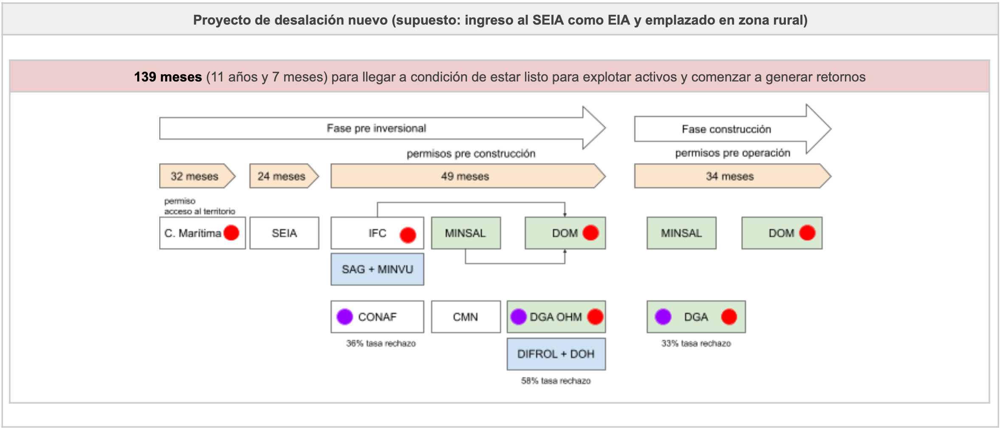 Proyecto de desalación nuevo (supuesto: ingreso al SEIA como EIA y emplazado en zona rural)
139 meses (11 años y 7 meses) para llegar a condición de estar listo para explotar activos y comenzar a generar retornos
Fase pre inversional
Fase construcción
permisos pre construcción
permisos pre operación
32 meses
24 meses
49 meses
34 meses
permiso
acceso al territorio
C. Marítima
SEIA
IFC
MINSAL
DOM
MINSAL
DOM
SAG + MINVU
CONAF
CMN
DGA OHM
DGA
36% tasa rechazo
33% tasa rechazo
DIFROL + DOH
58% tasa rechazo